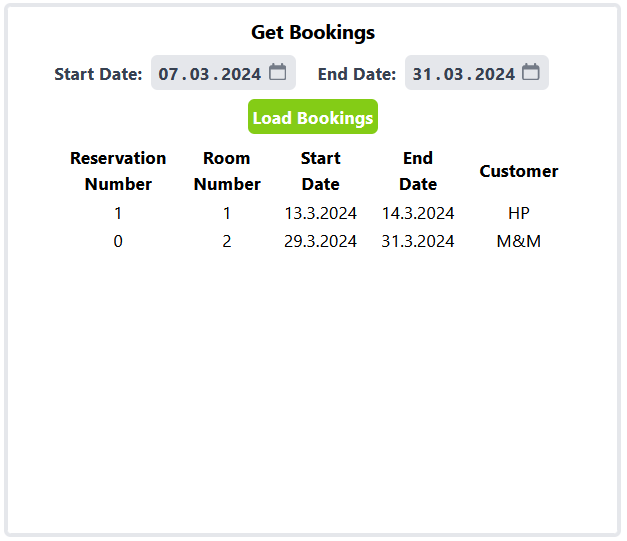 Get Bookings
Start Date: 07.03.2024 End Date: 31.03.2024
Load Bookings
Reservation Room Start End
Number Number Date Date Customer
1 1 13.3.2024 14.3.2024 HP
0 2 29.3.2024 31.3.2024 M&M